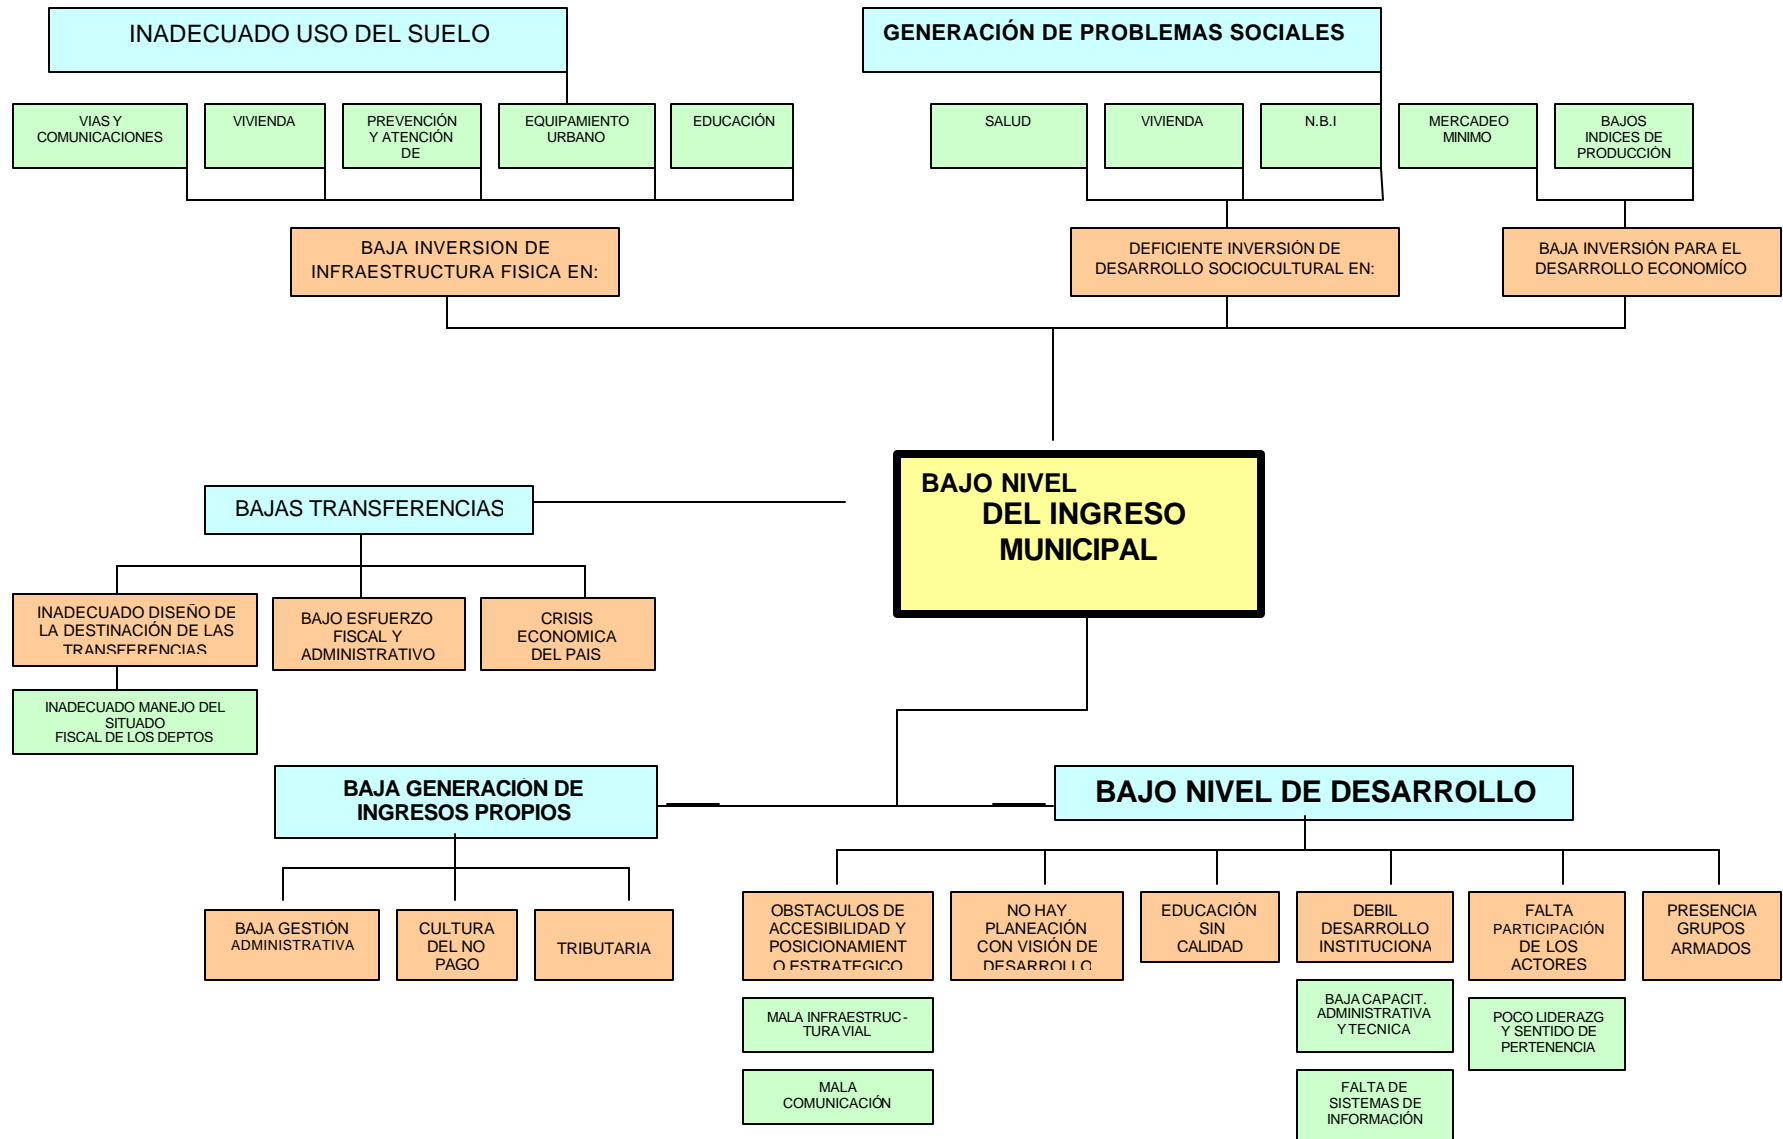 INADECUADO USO DEL SUELO
GENERACIÓN DE PROBLEMAS SOCIALES
VIAS Y
COMUNICACIONES
VIVIENDA
PREVENCIÓN
Y ATENCIÓN
DE
EQUIPAMIENTO
URBANO
EDUCACIÓN
SALUD
VIVIENDA
N.B.I
MERCADEO
MINIMO
BAJOS
INDICES DE
PRODUCCIÓN
BAJA INVERSION DE
INFRAESTRUCTURA FISICA EN:
DEFICIENTE INVERSIÓN DE
DESARROLLO SOCIOCULTURAL EN:
BAJA INVERSIÓN PARA EL
DESARROLLO ECONOMÍCO
BAJO NIVEL
DEL INGRESO
MUNICIPAL
BAJAS TRANSFERENCIAS
INADECUADO DISEÑO DE
LA DESTINACIÓN DE LAS
TRANSFERENCIAS
BAJO ESFUERZO
FISCAL Y
ADMINISTRATIVO
CRISIS
ECONOMICA
DEL PAIS
INADECUADO MANEJO DEL
SITUADO
FISCAL DE LOS DEPTOS
BAJA GENERACIÓN DE
INGRESOS PROPIOS
BAJO NIVEL DE DESARROLLO
BAJA GESTIÓN
ADMINISTRATIVA
CULTURA
DEL NO
PAGO
TRIBUTARIA
OBSTACULOS DE
ACCESIBILIDAD Y
POSICIONAMIENT
O ESTRATEGICO
NO HAY
PLANEACIÓN
CON VISIÓN DE
DESARROLLO
EDUCACIÓN
SIN
CALIDAD
DEBIL
DESARROLLO
INSTITUCIONA
FALTA
PARTICIPACIÓN
DE LOS
ACTORES
PRESENCIA
GRUPOS
ARMADOS
MALA INFRAESTRUC-
TURA VIAL
BAJA CAPACIT.
ADMINISTRATIVA
Y TECNICA
POCO LIDERAZG
Y SENTIDO DE
PERTENENCIA
MALA
COMUNICACIÓN
FALTA DE
SISTEMAS DE
INFORMACIÓN